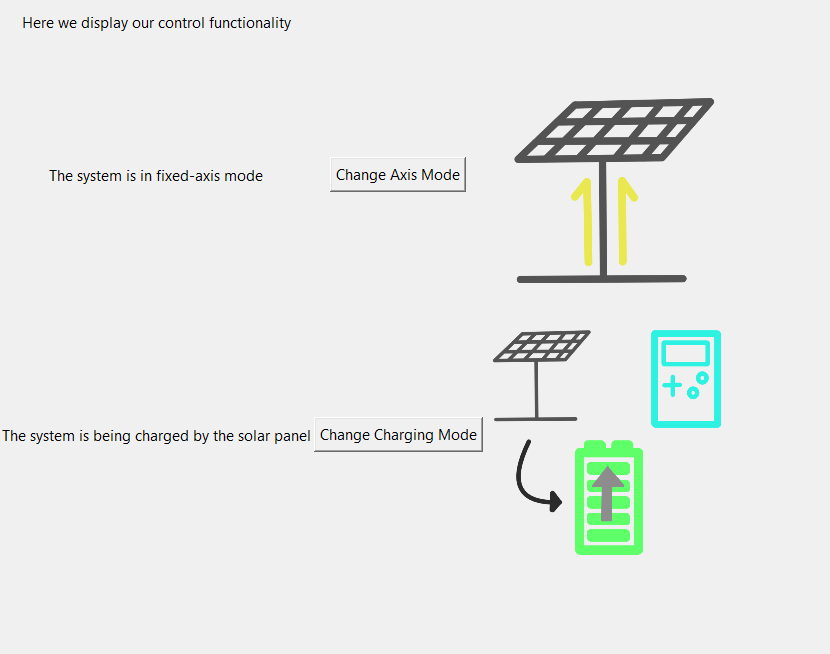 Here we display our control functionality
The system is in fixed-axis mode
Change Axis Mode
The system is being charged by the solar panel
Change Charging Mode